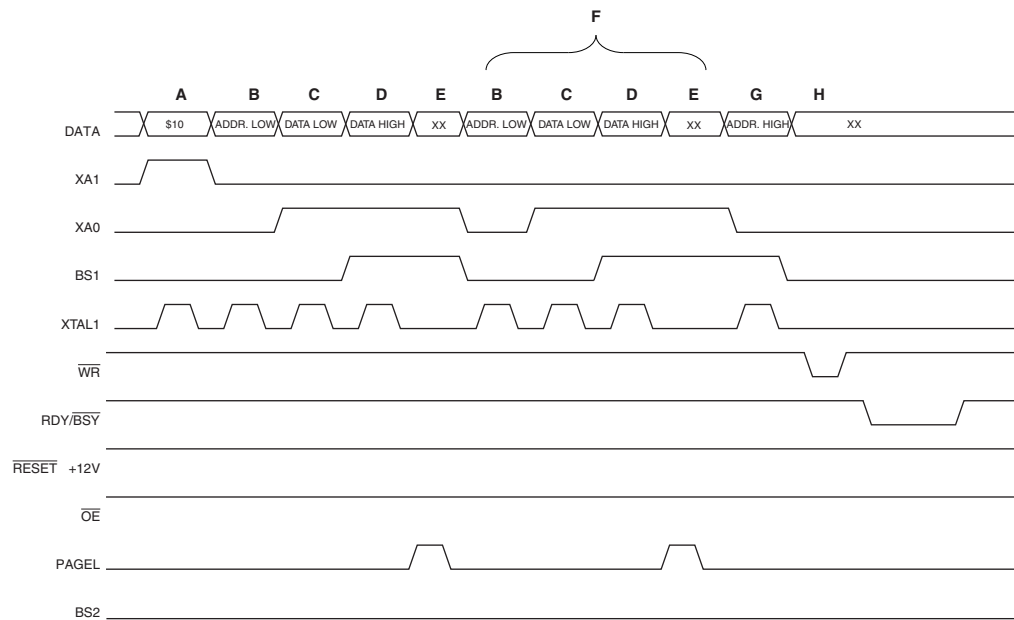 F
A B C D E B C D E G H
DATA $10 ADDR. LOW DATA LOW DATA HIGH XX ADDR. LOW DATA LOW DATA HIGH XX ADDR. HIGH XX
XA1
XA0
BS1
XTAL1
WR
RDY/BSY
RESET +12V
OE
PAGEL
BS2